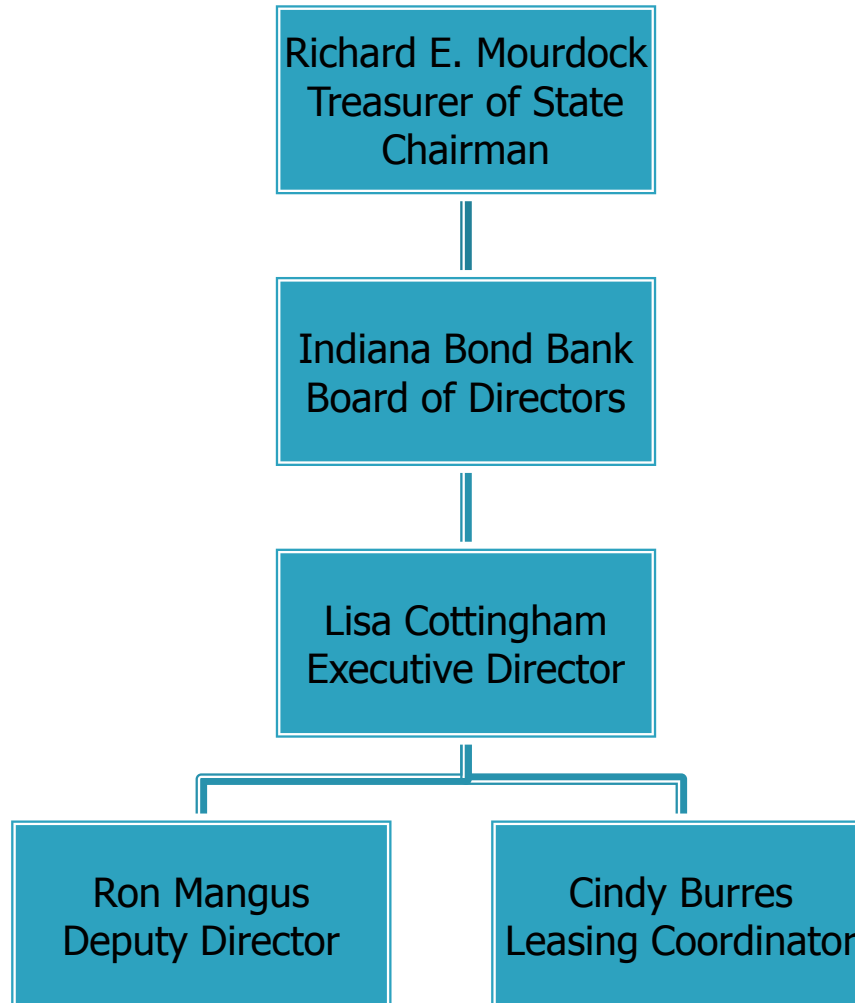 Richard E. Mourdock
Treasurer of State
Chairman
Indiana Bond Bank
Board of Directors
Lisa Cottingham
Executive Director
Ron Mangus
Deputy Director
Cindy Burres
Leasing Coordinator